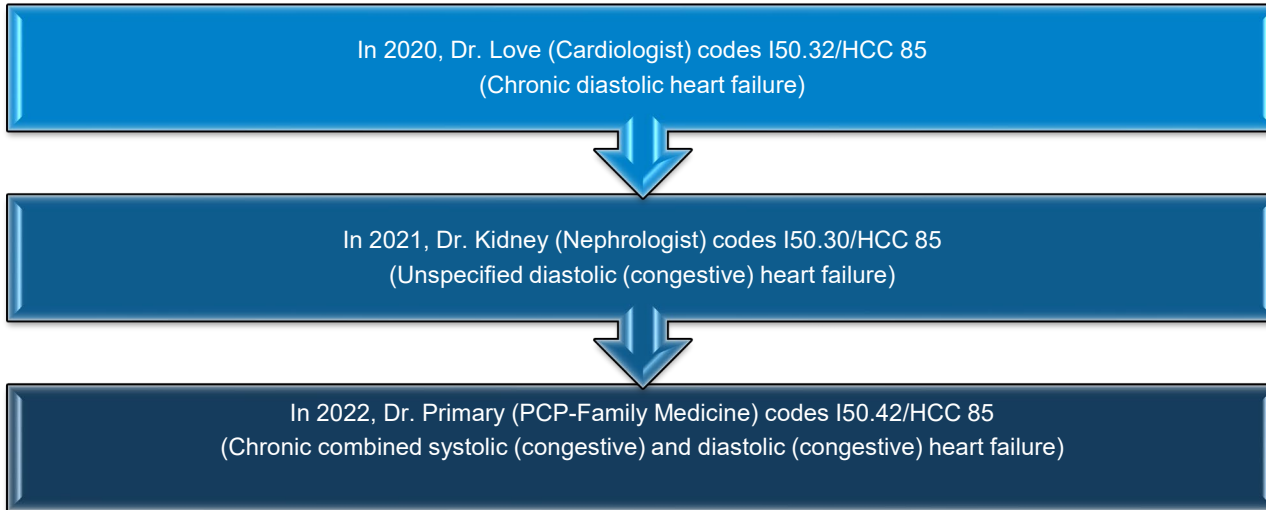 In 2020, Dr. Love (Cardiologist) codes I50.32/HCC 85
(Chronic diastolic heart failure)
In 2021, Dr. Kidney (Nephrologist) codes I50.30/HCC 85
(Unspecified diastolic (congestive) heart failure)
In 2022, Dr. Primary (PCP-Family Medicine) codes I50.42/HCC 85
(Chronic combined systolic (congestive) and diastolic (congestive) heart failure)